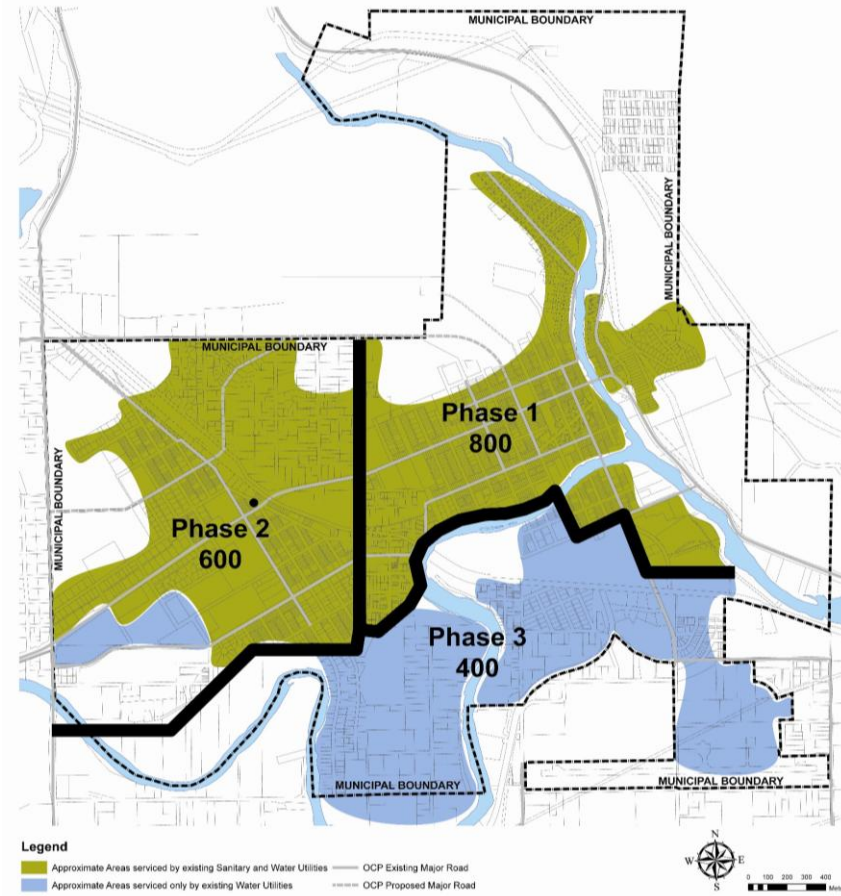 MUNICIPAL BOUNDARY
MUNICIPAL BOUNDARY
MUNICIPAL BOUNDARY
Phase 1
800
MUNICIPAL BOUNDARY
Phase 2
600
Phase 3
400
MUNICIPAL BOUNDARY
MUNICIPAL BOUNDARY
Legend
Approximate Areas serviced by existing Sanitary and Water Utilities
OCP Existing Major Road
Approximate Areas serviced only by existing Water Utilities
OCP Proposed Major Road
N
W E
S
0 100 200 300 400